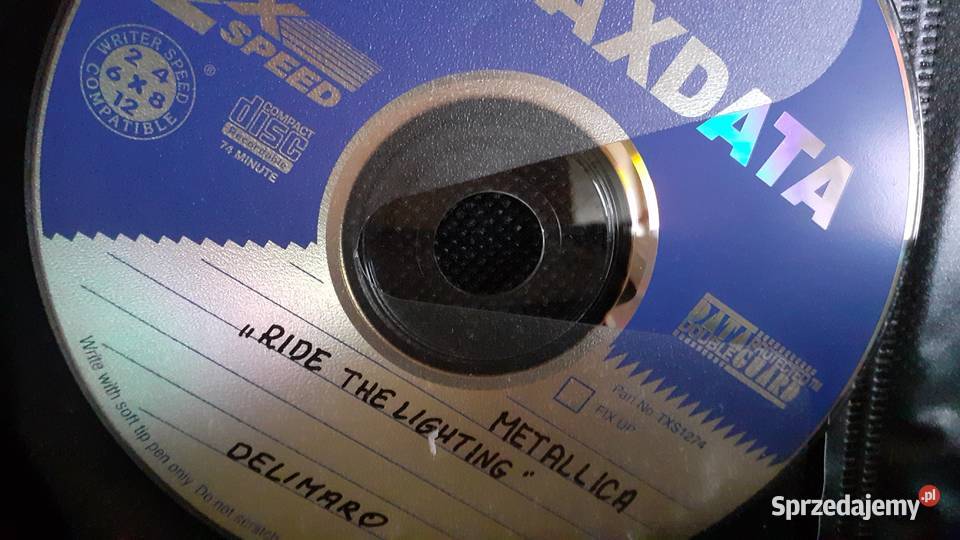 X
SPEED
AXDATA
WRITER SPEED
2 4
6 X 8
12
COMPATIBLE
®
COMPACT
disc
Recordable
74 MINUTE
DOUBLE
Part No TXS1274
FIX UP
METALLICA
„RIDE THE LIGHTING"
DELIMARO
Write with soft tip pen only. Do not scratch
Sprzedajemy.pl